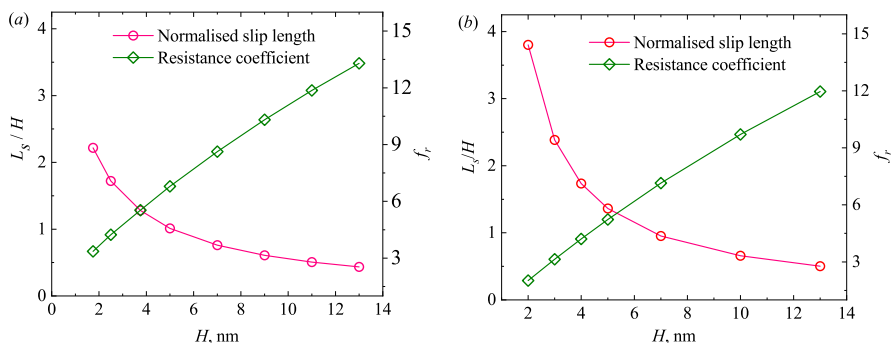 (a)
4
3
2
1
0
L_s / H
Normalised slip length
Resistance coefficient
15
12
9
6
3
f_r
0 2 4 6 8 10 12 14
H, nm
(b)
4
3
2
1
0
L_s/H
Normalised slip length
Resistance coefficient
15
12
9
6
3
f_r
0 2 4 6 8 10 12 14
H, nm